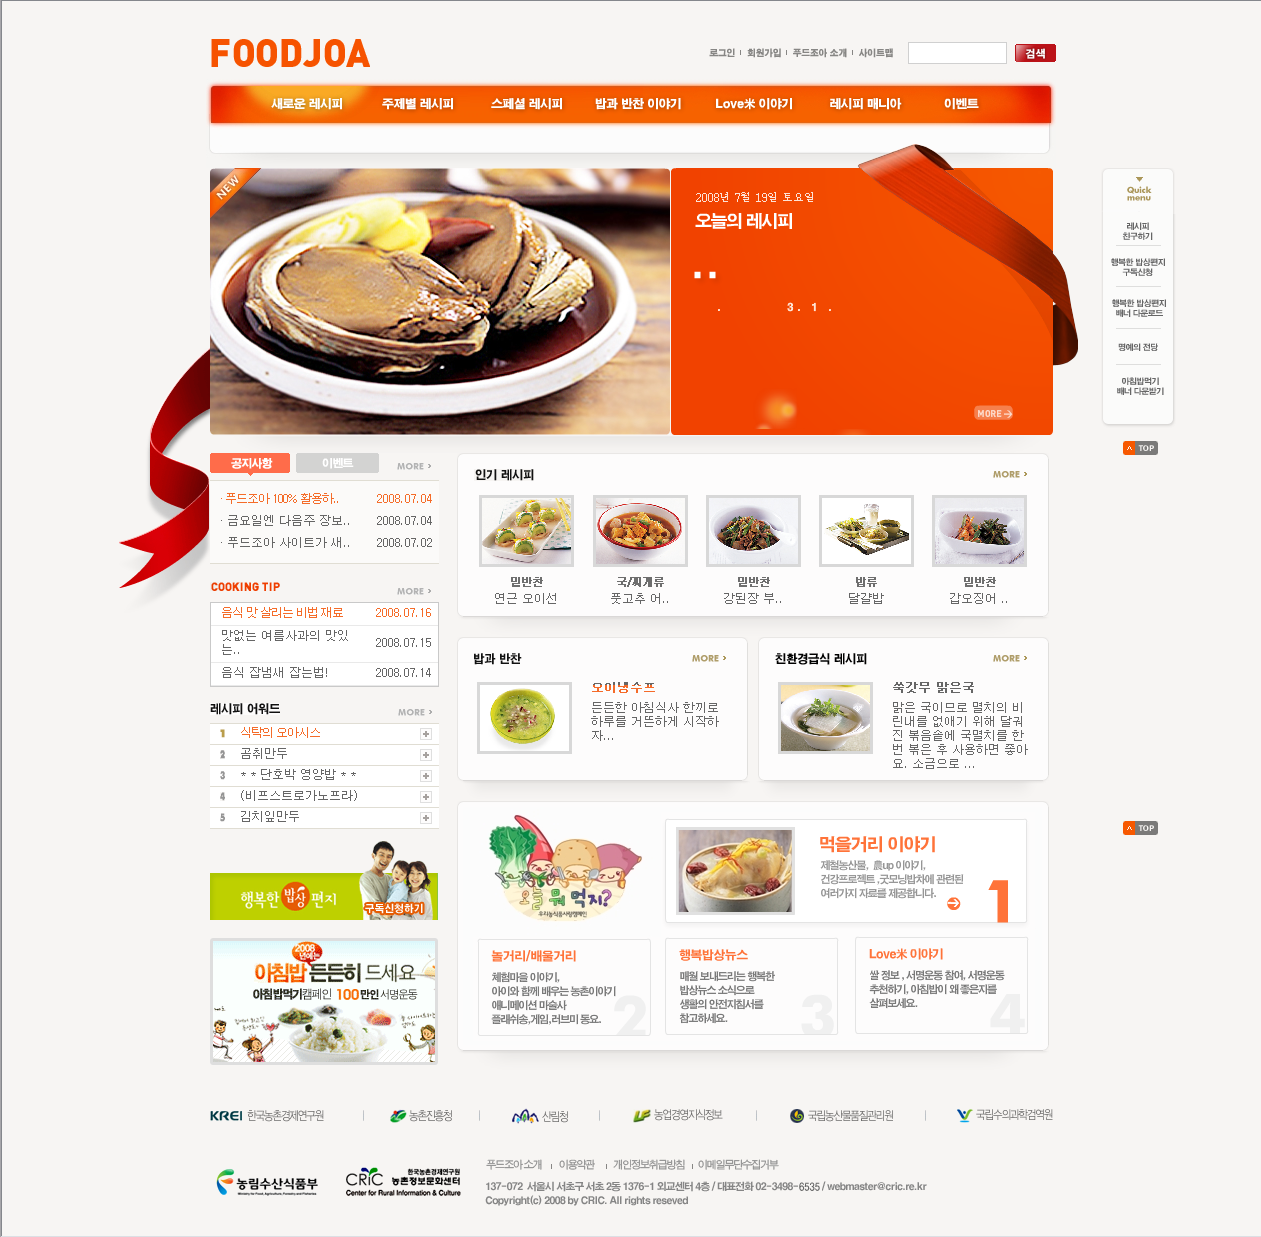 FOODJOA
로그인
회원가입
푸드조아 소개
사이트맵
검색
새로운 레시피
주제별 레시피
스페셜 레시피
밥과 반찬 이야기
Love米 이야기
레시피 매니아
이벤트
NEW
2008년 7월 19일 토요일
오늘의 레시피
. 3. 1 .
MORE
Quick
menu
레시피
친구하기
행복한 밥상편지
구독신청
행복한 밥상편지
배너 다운로드
명예의 전당
아침밥먹기
배너 다운받기
TOP
공지사항
이벤트
MORE
· 푸드조아 100% 활용하.. 2008.07.04
· 금요일엔 다음주 장보.. 2008.07.04
· 푸드조아 사이트가 새.. 2008.07.02
COOKING TIP
MORE
음식 맛 살리는 비법 재료 2008.07.16
맛없는 여름사과의 맛있
는.. 2008.07.15
음식 잡냄새 잡는법! 2008.07.14
레시피 어워드
MORE
1 식탁의 오아시스
2 곰취만두
3 * * 단호박 영양밥 * *
4 (비프스트로가노프라)
5 김치잎만두
행복한 밥상 편지
구독신청하기
2008
년에는
아침밥 든든히 드세요
아침밥먹기캠페인 100만인 서명운동
인기 레시피
MORE
밑반찬
연근 오이선
국/찌개류
풋고추 어..
밑반찬
강된장 부..
밥류
달걀밥
밑반찬
갑오징어 ..
밥과 반찬
MORE
오이냉수프
든든한 아침식사 한끼로
하루를 거뜬하게 시작하
자...
친환경급식 레시피
MORE
쑥갓무 맑은국
맑은 국이므로 멸치의 비
린내를 없애기 위해 달궈
진 볶음솥에 국멸치를 한
번 볶은 후 사용하면 좋아
요. 소금으로 ...
오늘 뭐 먹지?
우리농식품사랑캠페인
먹을거리 이야기
제철농산물, 農up 이야기,
건강프로젝트 ,굿모닝밥차에 관련된
여러가지 자료를 제공합니다.
1
놀거리/배울거리
체험마을 이야기,
아이와 함께 배우는 농촌이야기
애니메이션 마술사
플래쉬송,게임,러브미 동요.
2
행복밥상뉴스
매월 보내드리는 행복한
밥상뉴스 소식으로
생활의 안전지침서를
참고하세요.
3
Love米 이야기
쌀 정보 , 서명운동 참여, 서명운동
추천하기, 아침밥이 왜 좋은지를
살펴보세요.
4
TOP
KREI 한국농촌경제연구원
농촌진흥청
산림청
농업경영지식정보
국립농산물품질관리원
국립수의과학검역원
농림수산식품부
Ministry for Food, Agriculture, Forestry and Fisheries
CRIC 한국농촌경제연구원
농촌정보문화센터
Center for Rural Information & Culture
푸드조아 소개
이용약관
개인정보취급방침
이메일무단수집거부
137-072 서울시 서초구 서초 2동 1376-1 외교센터 4층 / 대표전화 02-3498-6535 / webmaster@cric.re.kr
Copyright(c) 2008 by CRIC. All rights reseved